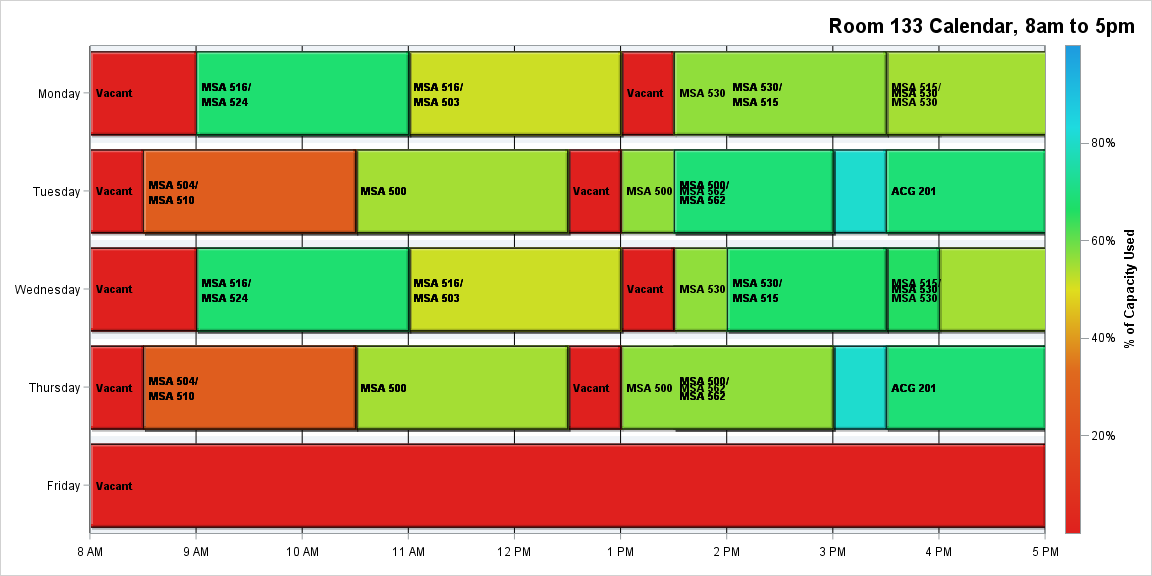 Room 133 Calendar, 8am to 5pm
Monday
Vacant
MSA 516/
MSA 524
MSA 516/
MSA 503
Vacant
MSA 530
MSA 530/
MSA 515
MSA 515/
MSA 530
MSA 530
Tuesday
Vacant
MSA 504/
MSA 510
MSA 500
Vacant
MSA 500
MSA 500/
MSA 562
MSA 562
ACG 201
Wednesday
Vacant
MSA 516/
MSA 524
MSA 516/
MSA 503
Vacant
MSA 530
MSA 530/
MSA 515
MSA 515/
MSA 530
MSA 530
Thursday
Vacant
MSA 504/
MSA 510
MSA 500
Vacant
MSA 500
MSA 500/
MSA 562
MSA 562
ACG 201
Friday
Vacant
8 AM
9 AM
10 AM
11 AM
12 PM
1 PM
2 PM
3 PM
4 PM
5 PM
80%
60%
40%
20%
% of Capacity Used